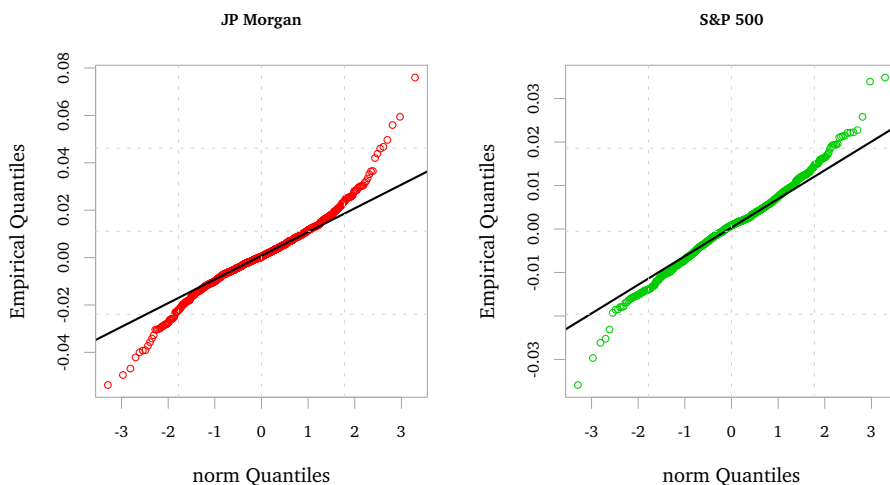 JP Morgan
Empirical Quantiles
0.08
0.06
0.04
0.02
0.00
-0.02
-0.04
-3 -2 -1 0 1 2 3
norm Quantiles
S&P 500
Empirical Quantiles
0.03
0.02
0.01
0.00
-0.01
-0.03
-3 -2 -1 0 1 2 3
norm Quantiles